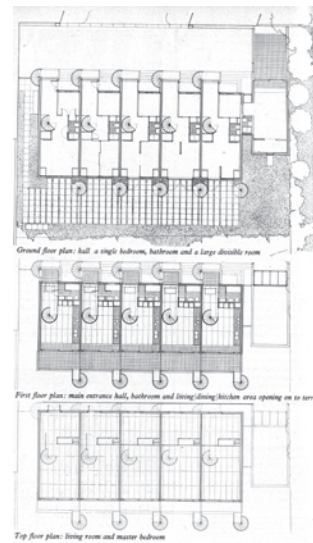 Ground floor plan: hall a single bedroom, bathroom and a large divisible room
First floor plan: main entrance hall, bathroom and living/dining/kitchen area opening on to terr
Top floor plan: living room and master bedroom